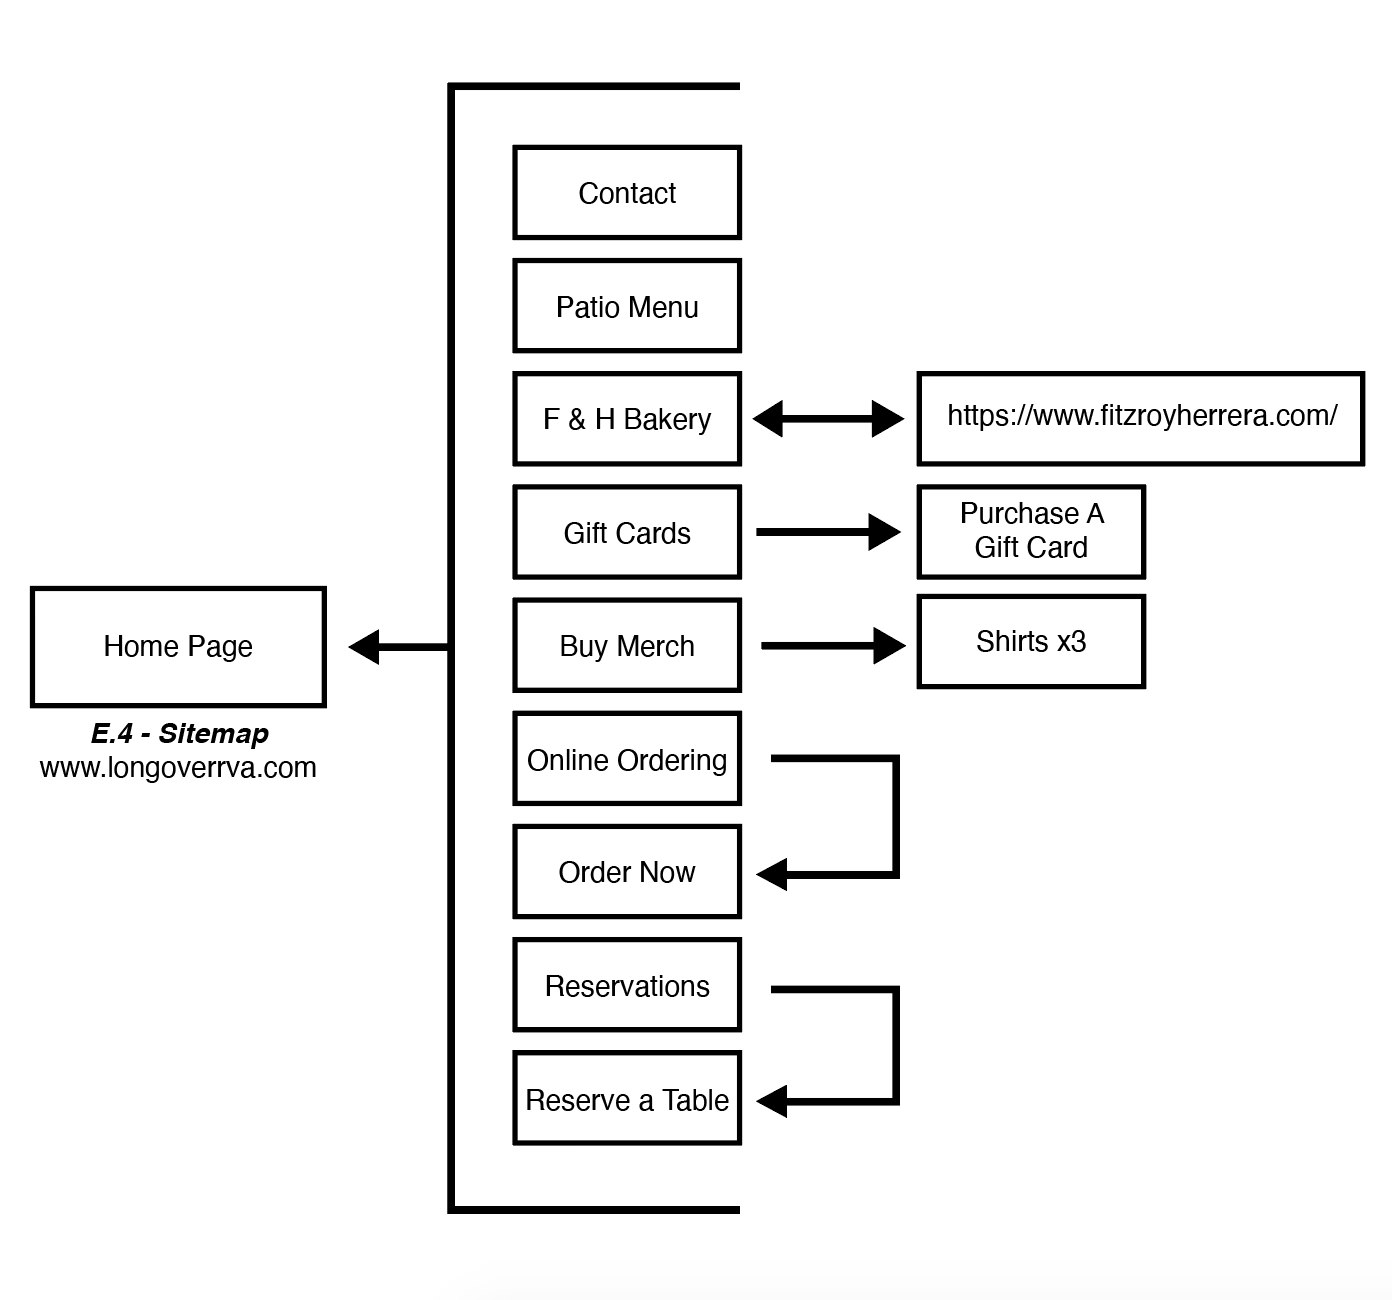 Contact
Patio Menu
F & H Bakery
https://www.fitzroyherrera.com/
Gift Cards
Purchase A
Gift Card
Home Page
E.4 - Sitemap
www.longoverrva.com
Buy Merch
Shirts x3
Online Ordering
Order Now
Reservations
Reserve a Table